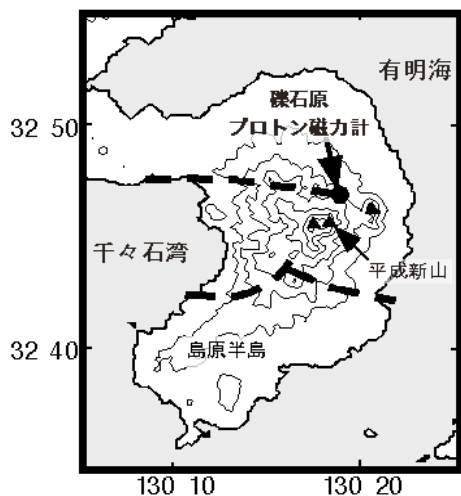 有明海
礫石原
プロトン磁力計
32 50
千々石湾
平成新山
32 40
島原半島
130 10
130 20